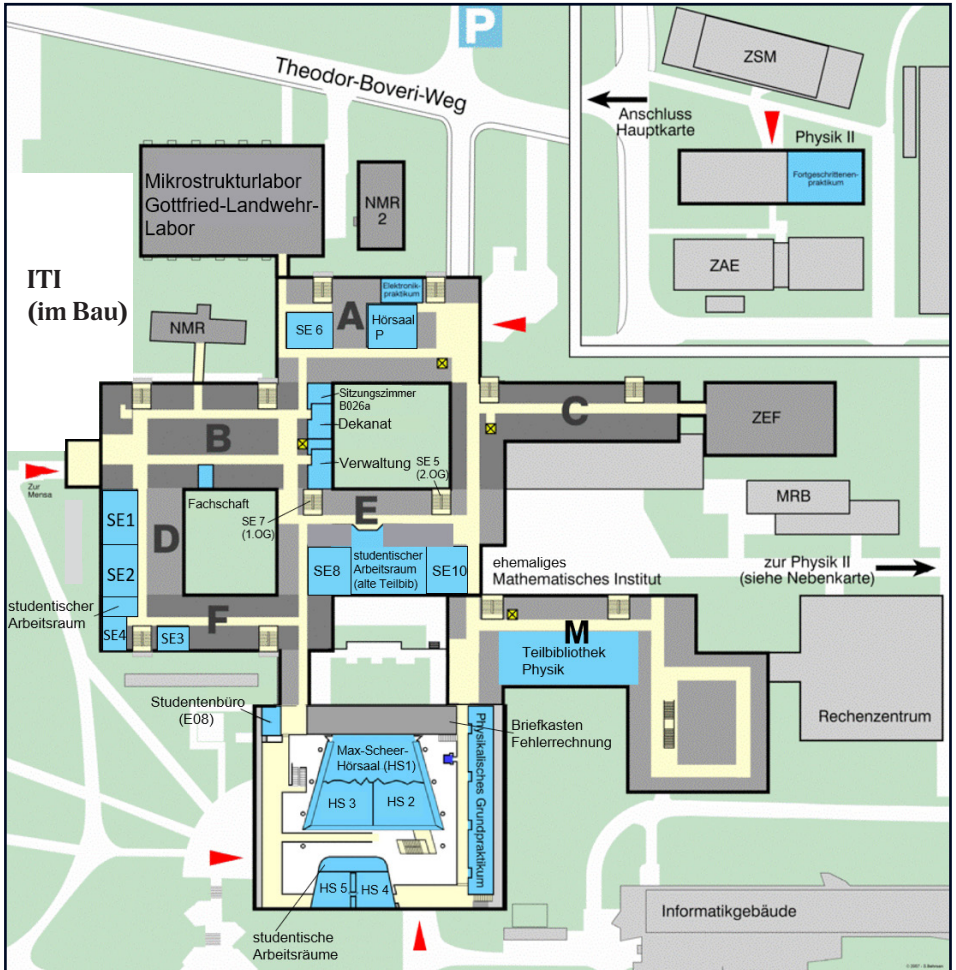 P
Theodor-Boveri-Weg
ZSM
Anschluss
Hauptkarte
Physik II
Fortgeschrittenen-
praktikum
Mikrostrukturlabor
Gottfried-Landwehr-
Labor
NMR
2
ZAE
ITI
(im Bau)
Elektronik-
praktikum
A
SE 6
Hörsaal
P
NMR
Sitzungszimmer
B026a
Dekanat
B
C
ZEF
Verwaltung
SE 5
(2.OG)
Zur
Mensa
Fachschaft
MRB
SE1
SE 7
(1.OG)
E
D
SE2
SE8
studentischer
Arbeitsraum
(alte Teilbib)
SE10
ehemaliges
Mathematisches Institut
zur Physik II
(siehe Nebenkarte)
studentischer
Arbeitsraum
F
SE4
SE3
M
Teilbibliothek
Physik
Studentenbüro
(E08)
Rechenzentrum
Briefkasten
Fehlerrechnung
Max-Scheer-
Hörsaal (HS1)
Physikalisches Grundpraktikum
HS 3
HS 2
HS 5
HS 4
Informatikgebäude
studentische
Arbeitsräume